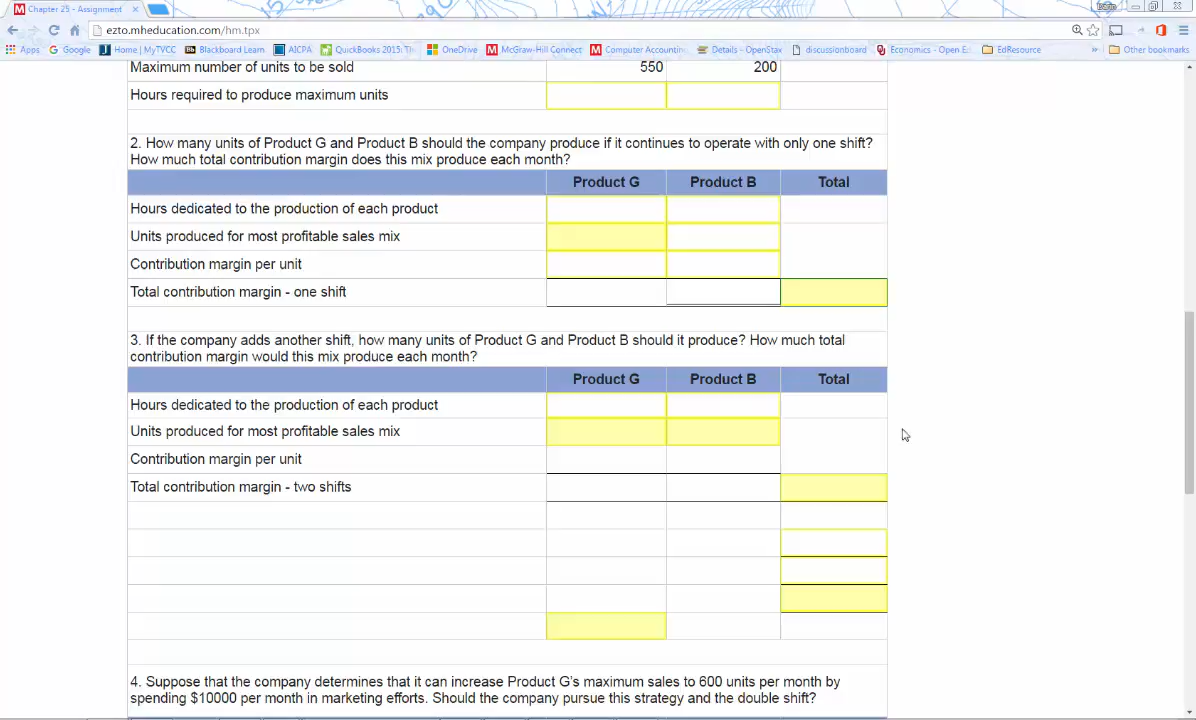 Chapter 25 - Assignment
ezto.mheducation.com/hm.tpx
Apps Google Home | MyTVCC Blackboard Learn AICPA QuickBooks 2015: Th OneDrive McGraw-Hill Connect Computer Accountin Details - OpenStax discussionboard Economics - Open E EdResource » Other bookmarks
Maximum number of units to be sold 550 200
Hours required to produce maximum units
2. How many units of Product G and Product B should the company produce if it continues to operate with only one shift?
How much total contribution margin does this mix produce each month?
Product G Product B Total
Hours dedicated to the production of each product
Units produced for most profitable sales mix
Contribution margin per unit
Total contribution margin - one shift
3. If the company adds another shift, how many units of Product G and Product B should it produce? How much total
contribution margin would this mix produce each month?
Product G Product B Total
Hours dedicated to the production of each product
Units produced for most profitable sales mix
Contribution margin per unit
Total contribution margin - two shifts
4. Suppose that the company determines that it can increase Product G's maximum sales to 600 units per month by
spending $10000 per month in marketing efforts. Should the company pursue this strategy and the double shift?